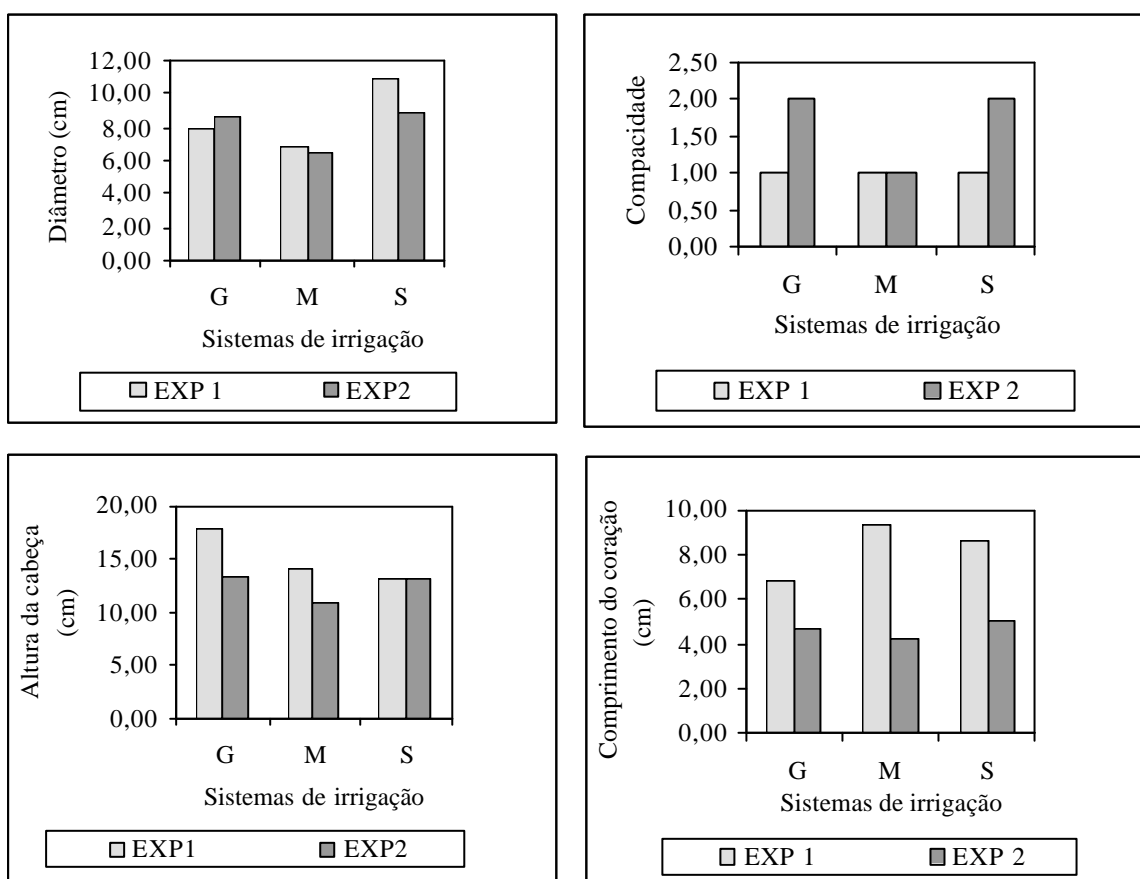 Diâmetro (cm)
12,00
10,00
8,00
6,00
4,00
2,00
0,00
G M S
Sistemas de irrigação
EXP 1 EXP2
Compacidade
2,50
2,00
1,50
1,00
0,50
0,00
G M S
Sistemas de irrigação
EXP 1 EXP 2
Altura da cabeça
(cm)
20,00
15,00
10,00
5,00
0,00
G M S
Sistemas de irrigação
EXP1 EXP2
Comprimento do coração
(cm)
10,00
8,00
6,00
4,00
2,00
0,00
G M S
Sistemas de irrigação
EXP 1 EXP 2